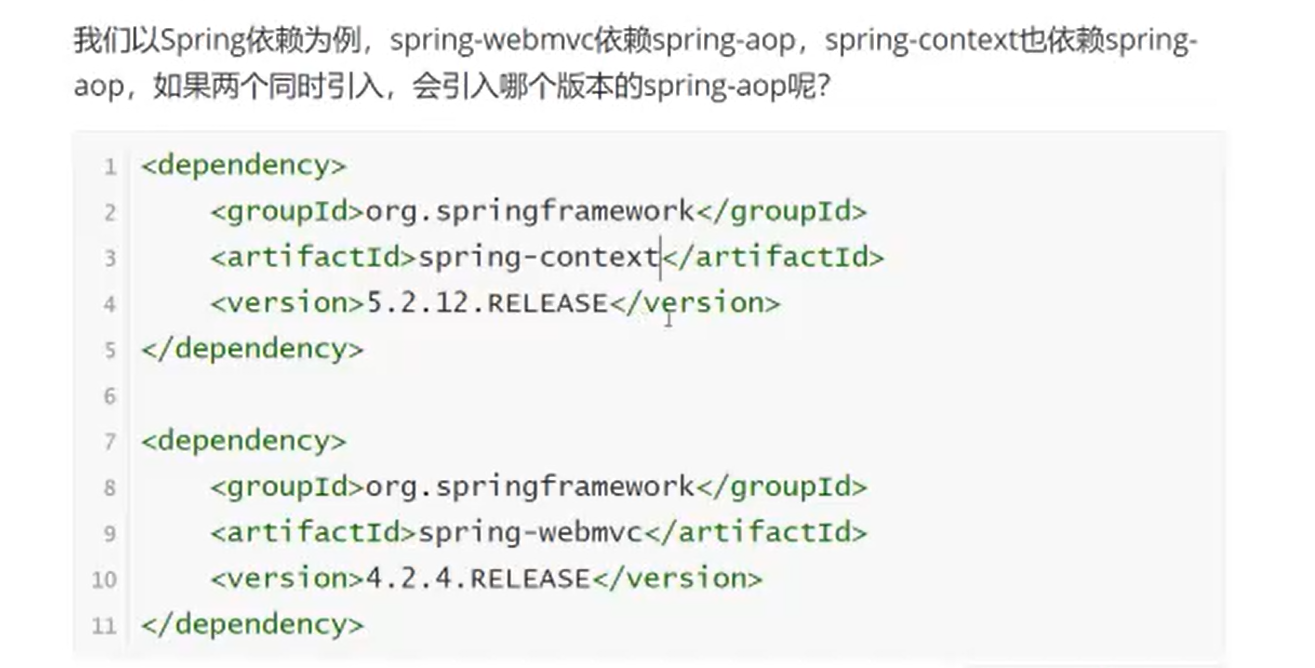 我们以Spring依赖为例，spring-webmvc依赖spring-aop，spring-context也依赖spring-
aop，如果两个同时引入，会引入哪个版本的spring-aop呢？
1 <dependency>
2     <groupId>org.springframework</groupId>
3     <artifactId>spring-context</artifactId>
4     <version>5.2.12.RELEASE</version>
5 </dependency>
6
7 <dependency>
8     <groupId>org.springframework</groupId>
9     <artifactId>spring-webmvc</artifactId>
10     <version>4.2.4.RELEASE</version>
11 </dependency>